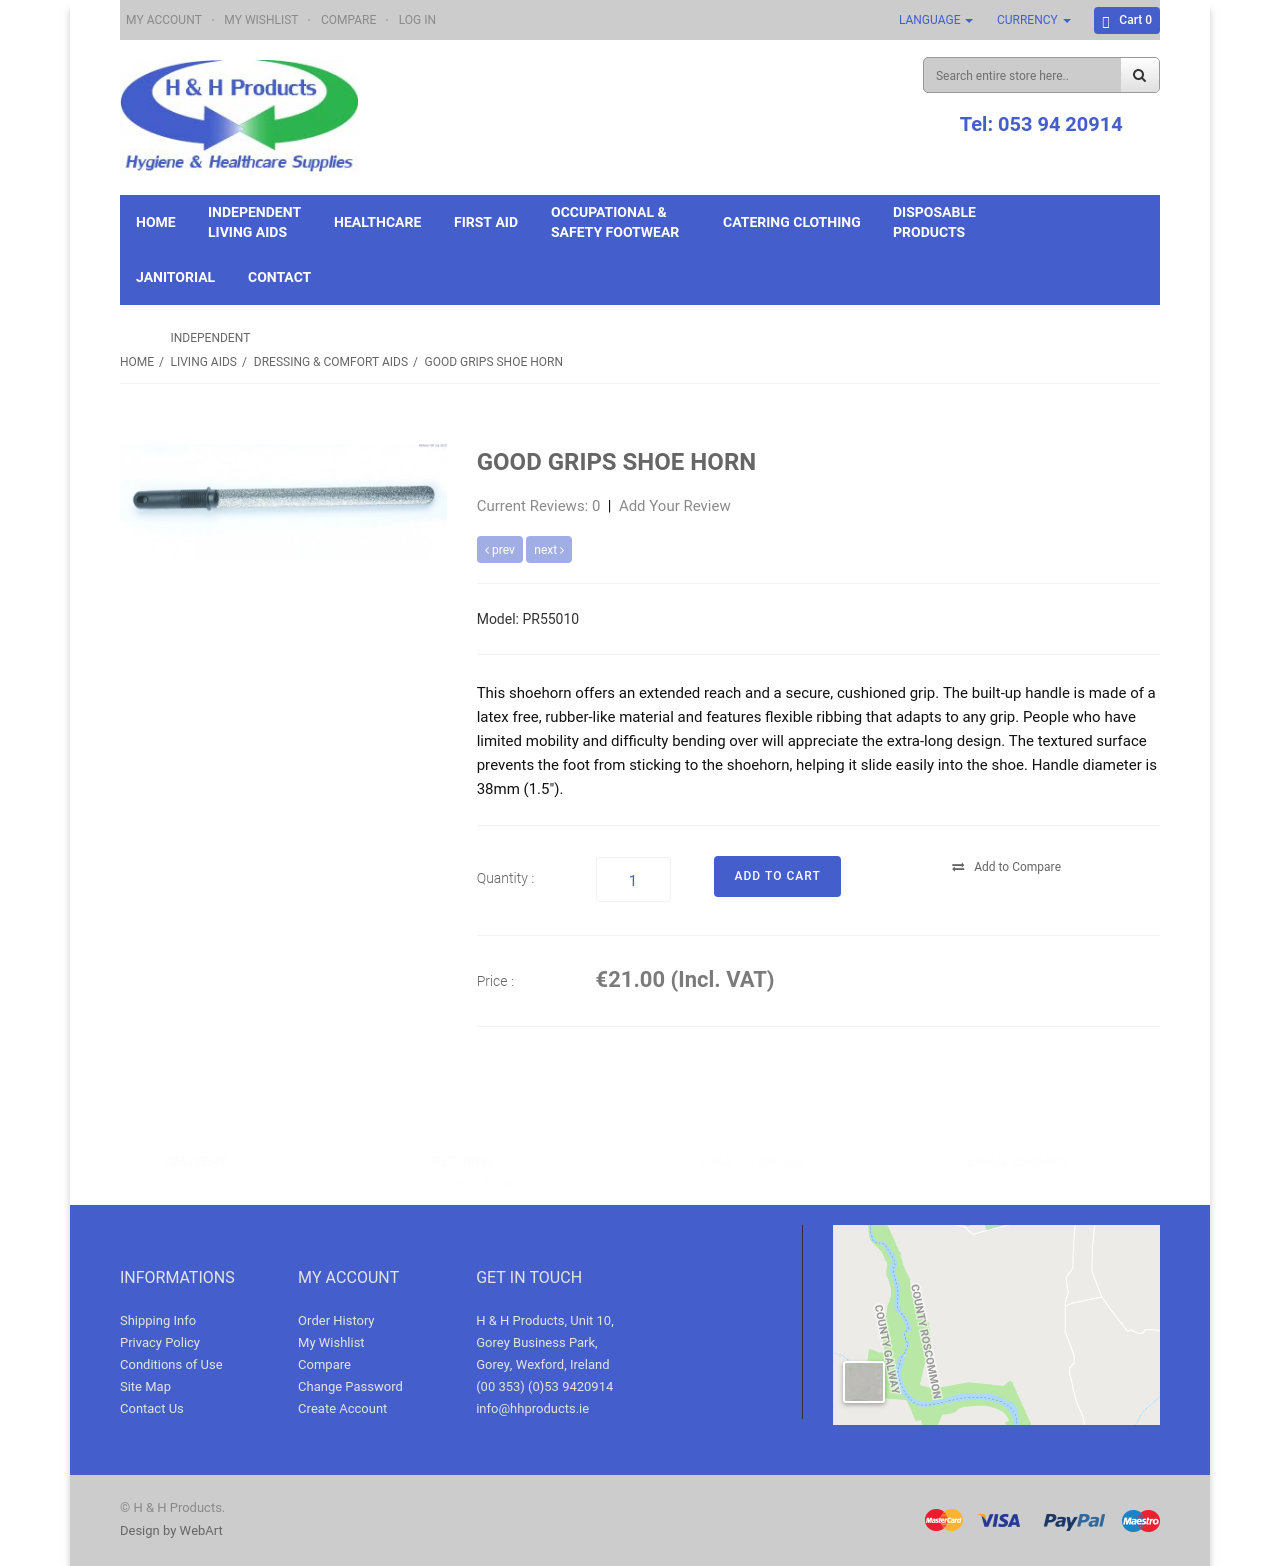 MY ACCOUNT · MY WISHLIST · COMPARE · LOG IN
LANGUAGE CURRENCY Cart 0
H & H Products
Hygiene & Healthcare Supplies
Search entire store here..
Tel: 053 94 20914
HOME
INDEPENDENT
LIVING AIDS
HEALTHCARE
FIRST AID
OCCUPATIONAL &
SAFETY FOOTWEAR
CATERING CLOTHING
DISPOSABLE
PRODUCTS
JANITORIAL
CONTACT
INDEPENDENT
HOME / LIVING AIDS / DRESSING & COMFORT AIDS / GOOD GRIPS SHOE HORN
GOOD GRIPS SHOE HORN
Current Reviews: 0 | Add Your Review
prev next
Model: PR55010
This shoehorn offers an extended reach and a secure, cushioned grip. The built-up handle is made of a
latex free, rubber-like material and features flexible ribbing that adapts to any grip. People who have
limited mobility and difficulty bending over will appreciate the extra-long design. The textured surface
prevents the foot from sticking to the shoehorn, helping it slide easily into the shoe. Handle diameter is
38mm (1.5").
Quantity : 1 ADD TO CART Add to Compare
Price : €21.00 (Incl. VAT)
INFORMATIONS
Shipping Info
Privacy Policy
Conditions of Use
Site Map
Contact Us
MY ACCOUNT
Order History
My Wishlist
Compare
Change Password
Create Account
GET IN TOUCH
H & H Products, Unit 10,
Gorey Business Park,
Gorey, Wexford, Ireland
(00 353) (0)53 9420914
info@hhproducts.ie
COUNTY GALWAY
COUNTY ROSCOMMON
© H & H Products.
Design by WebArt
MasterCard VISA PayPal Maestro